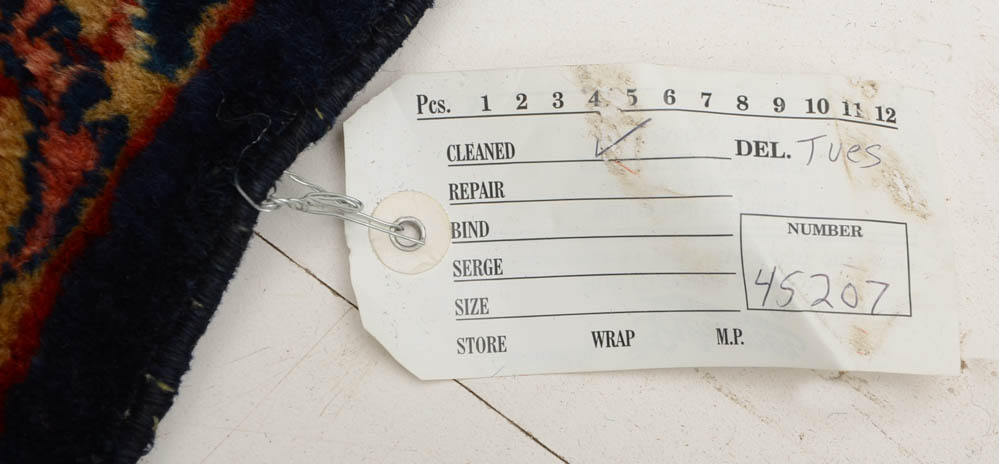 Pcs. 1 2 3 4 5 6 7 8 9 10 11 12
CLEANED ✓ DEL. Tues
REPAIR
BIND
NUMBER
SERGE
45207
SIZE
STORE WRAP M.P.